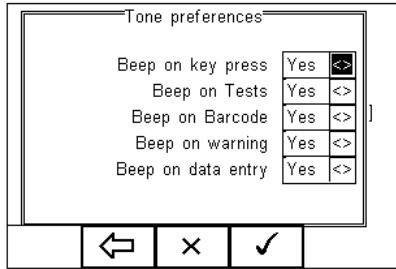 Tone preferences
Beep on key press Yes <>
Beep on Tests Yes <>
Beep on Barcode Yes <>
Beep on warning Yes <>
Beep on data entry Yes <>